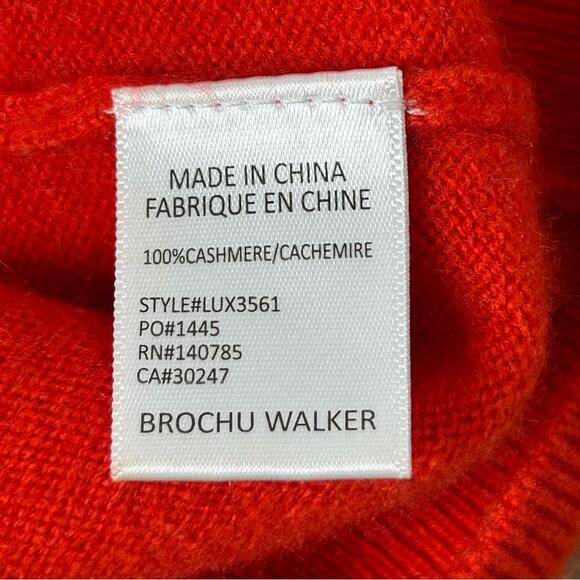 MADE IN CHINA
FABRIQUE EN CHINE
100%CASHMERE/CACHEMIRE
STYLE#LUX3561
PO#1445
RN#140785
CA#30247
BROCHU WALKER